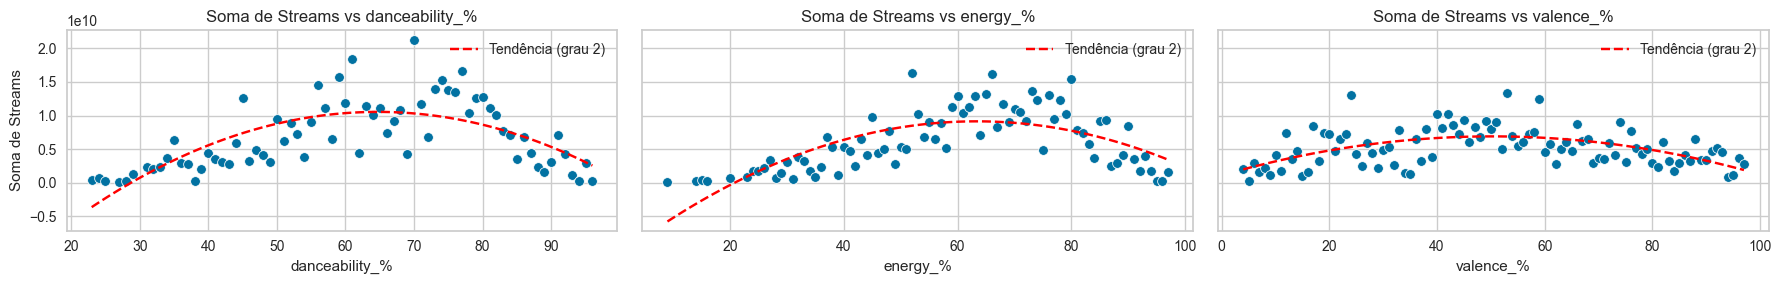 Soma de Streams vs danceability_%
1e10
Tendência (grau 2)
2.0
1.5
1.0
0.5
0.0
−0.5
Soma de Streams
20 30 40 50 60 70 80 90
danceability_%
Soma de Streams vs energy_%
Tendência (grau 2)
20 40 60 80 100
energy_%
Soma de Streams vs valence_%
Tendência (grau 2)
0 20 40 60 80 100
valence_%